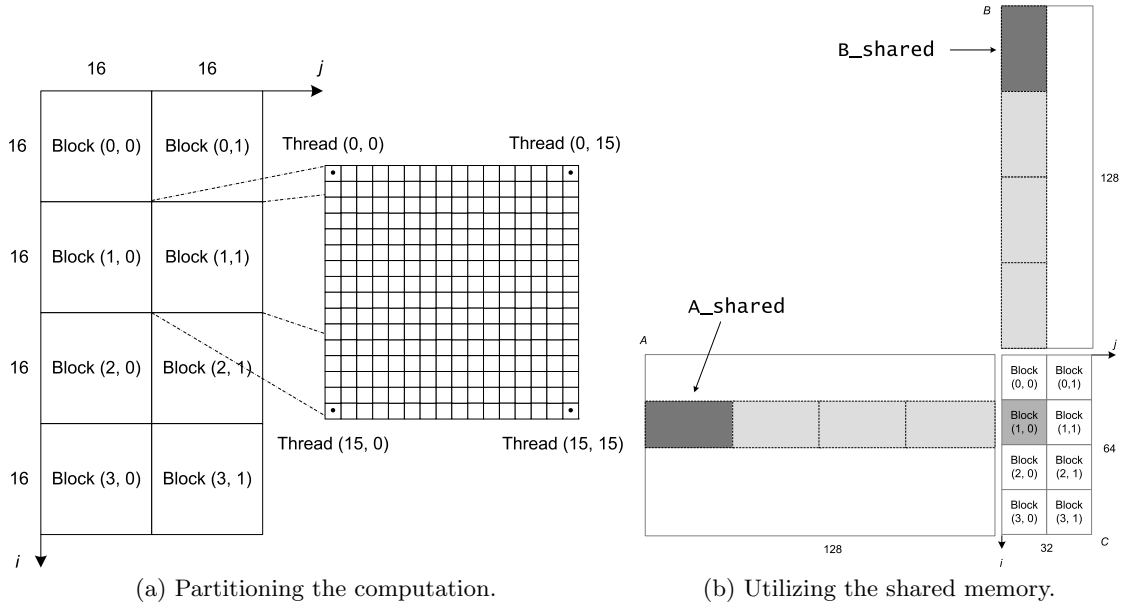 16 16 j
16 Block (0, 0) Block (0,1)
Thread (0, 0) Thread (0, 15)
16 Block (1, 0) Block (1,1)
16 Block (2, 0) Block (2, 1)
Thread (15, 0) Thread (15, 15)
16 Block (3, 0) Block (3, 1)
i
(a) Partitioning the computation.
B
B_shared
128
A_shared
A
j
Block
(0, 0)
Block
(0,1)
Block
(1, 0)
Block
(1,1)
64
Block
(2, 0)
Block
(2, 1)
Block
(3, 0)
Block
(3, 1)
128
32
C
i
(b) Utilizing the shared memory.